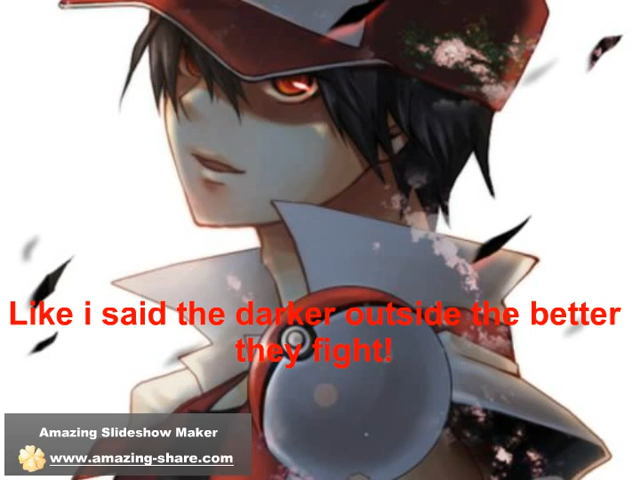 Like i said the darker outside the better
they fight!
Amazing Slideshow Maker
www.amazing-share.com